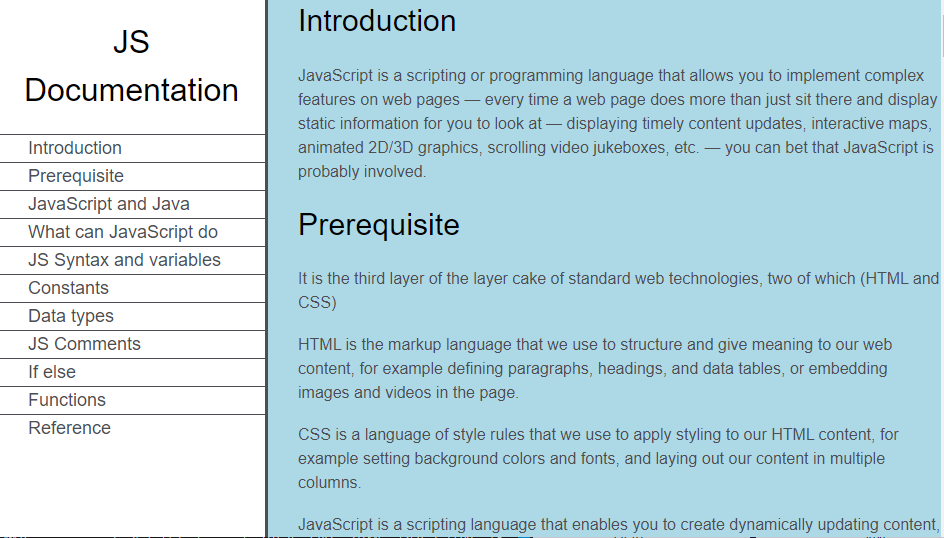 JS
Documentation
Introduction
Prerequisite
JavaScript and Java
What can JavaScript do
JS Syntax and variables
Constants
Data types
JS Comments
If else
Functions
Reference
Introduction
JavaScript is a scripting or programming language that allows you to implement complex
features on web pages — every time a web page does more than just sit there and display
static information for you to look at — displaying timely content updates, interactive maps,
animated 2D/3D graphics, scrolling video jukeboxes, etc. — you can bet that JavaScript is
probably involved.
Prerequisite
It is the third layer of the layer cake of standard web technologies, two of which (HTML and
CSS)
HTML is the markup language that we use to structure and give meaning to our web
content, for example defining paragraphs, headings, and data tables, or embedding
images and videos in the page.
CSS is a language of style rules that we use to apply styling to our HTML content, for
example setting background colors and fonts, and laying out our content in multiple
columns.
JavaScript is a scripting language that enables you to create dynamically updating content,